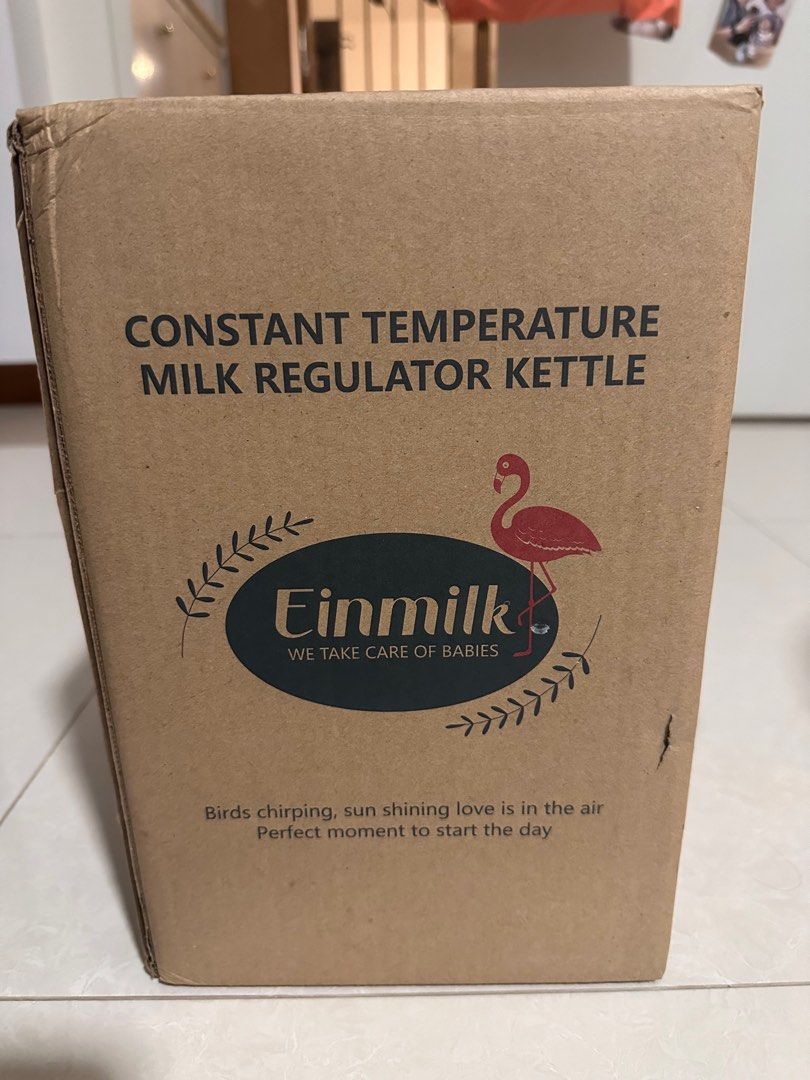 CONSTANT TEMPERATURE
MILK REGULATOR KETTLE
Einmilk
WE TAKE CARE OF BABIES
Birds chirping, sun shining love is in the air
Perfect moment to start the day